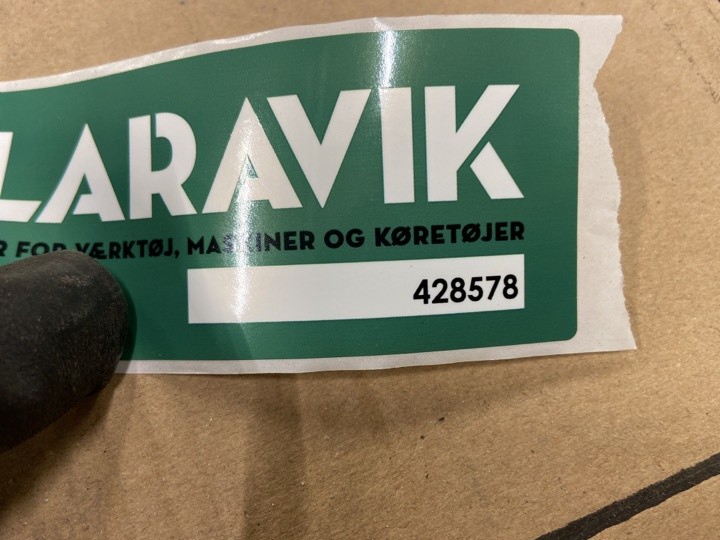 LARAVIK
R FOR VÆRKTØJ, MASKINER OG KØRETØJER
428578